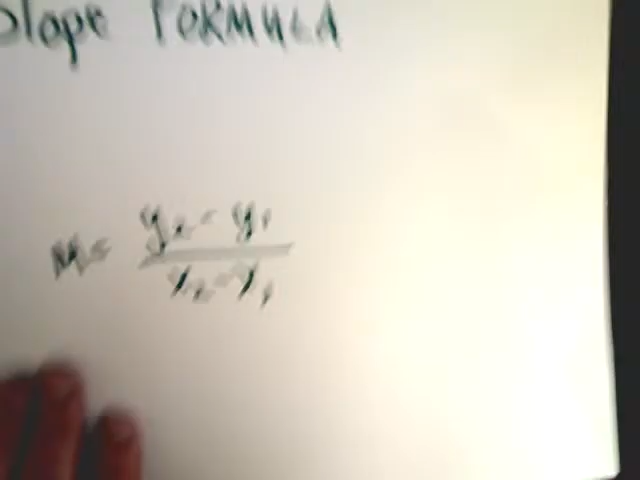 Slope FORMULA
M = y₂ - y₁
x₂ - x₁